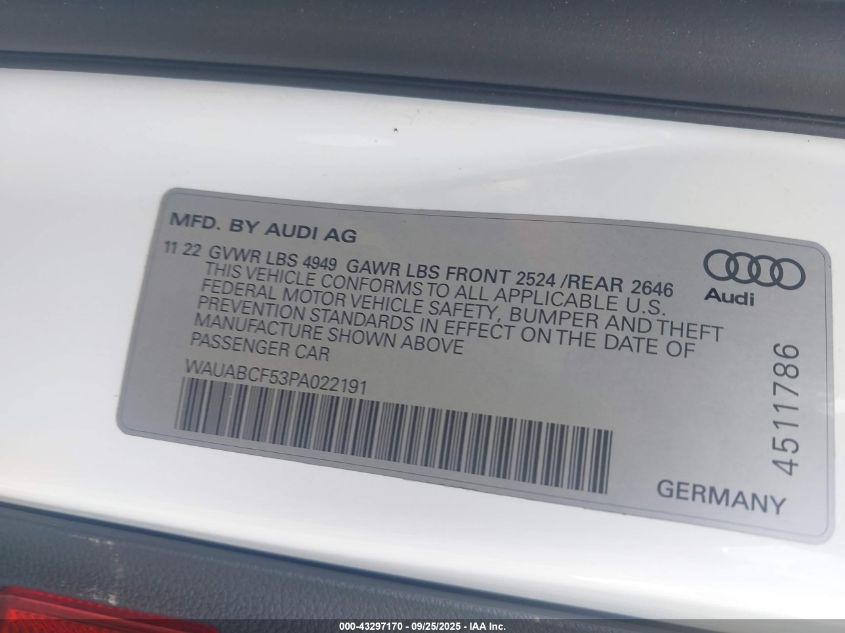 MFD. BY AUDI AG
11 22 GVWR LBS 4949 GAWR LBS FRONT 2524 /REAR 2646
THIS VEHICLE CONFORMS TO ALL APPLICABLE U.S.
FEDERAL MOTOR VEHICLE SAFETY, BUMPER AND THEFT
PREVENTION STANDARDS IN EFFECT ON THE DATE OF
MANUFACTURE SHOWN ABOVE
PASSENGER CAR
WAUABCF53PA022191
Audi
4511786
GERMANY
000-43297170 - 09/25/2025 - IAA Inc.